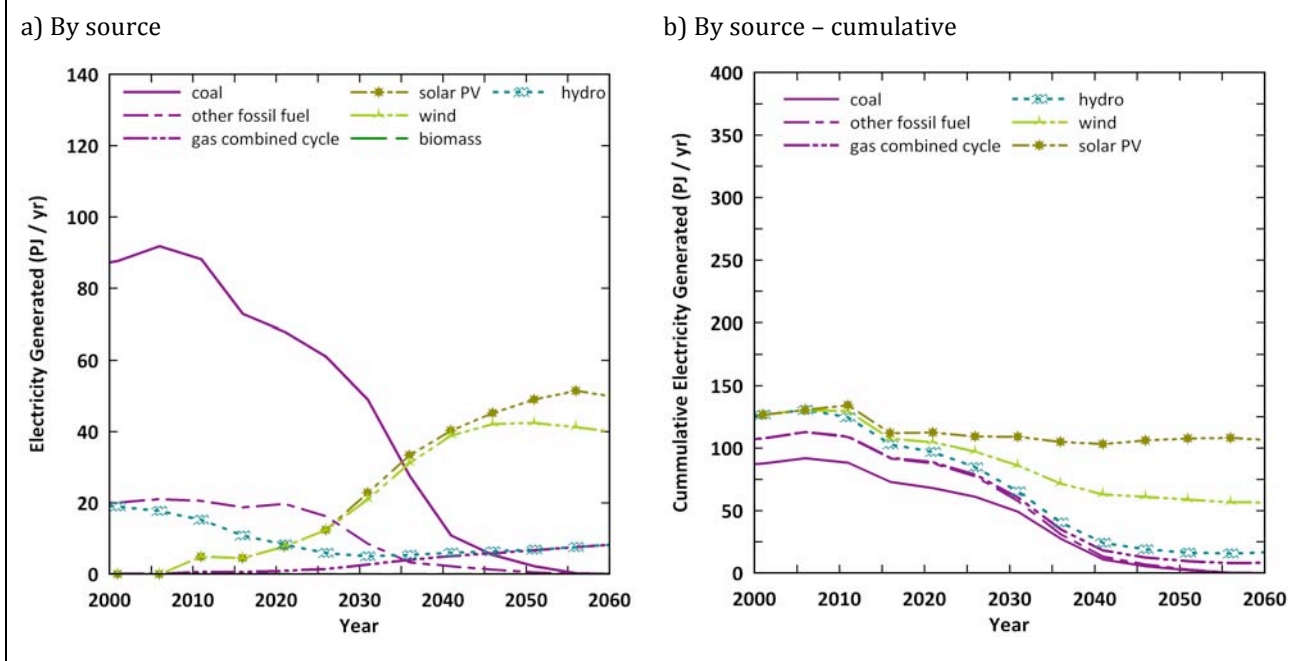 a) By source
140
120
100
80
60
40
20
0
Electricity Generated (PJ / yr)
coal
other fossil fuel
gas combined cycle
solar PV
wind
biomass
hydro
2000 2010 2020 2030 2040 2050 2060
Year
b) By source – cumulative
400
350
300
250
200
150
100
50
0
Cummulative Electricity Generated (PJ / yr)
coal
other fossil fuel
gas combined cycle
hydro
wind
solar PV
2000 2010 2020 2030 2040 2050 2060
Year